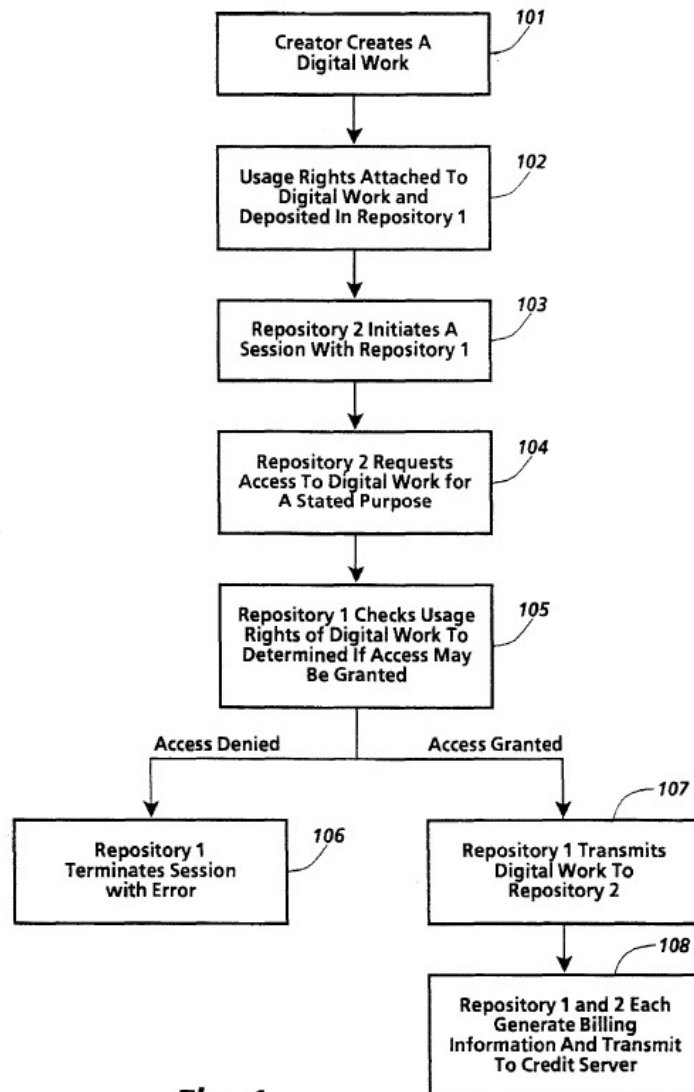 101
Creator Creates A
Digital Work
102
Usage Rights Attached To
Digital Work and
Deposited In Repository 1
103
Repository 2 Initiates A
Session With Repository 1
104
Repository 2 Requests
Access To Digital Work for
A Stated Purpose
105
Repository 1 Checks Usage
Rights of Digital Work To
Determined If Access May
Be Granted
Access Denied
Access Granted
106
Repository 1
Terminates Session
with Error
107
Repository 1 Transmits
Digital Work To
Repository 2
108
Repository 1 and 2 Each
Generate Billing
Information And Transmit
To Credit Server